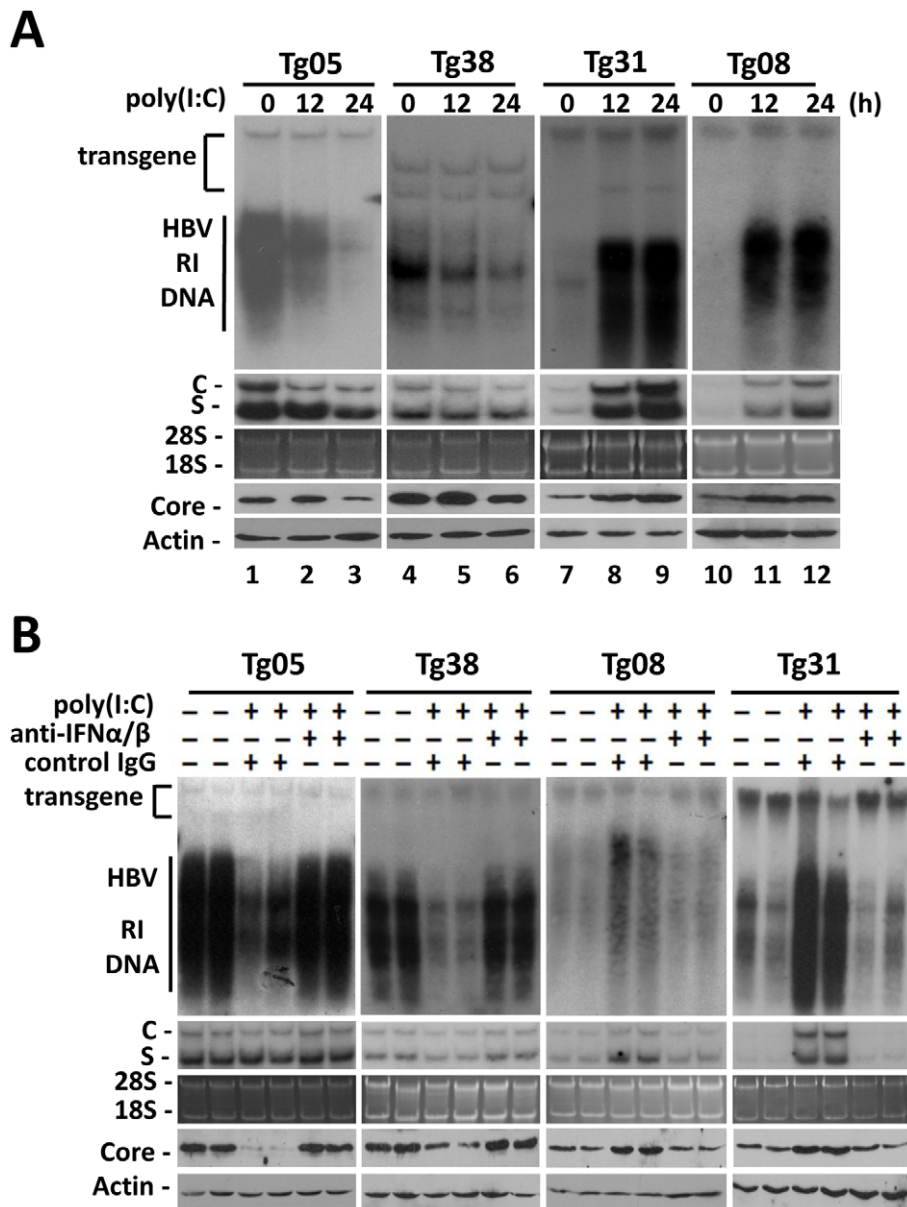 A
Tg05 Tg38 Tg31 Tg08
poly(I:C) 0 12 24 0 12 24 0 12 24 0 12 24 (h)
transgene
HBV
RI
DNA
C -
S -
28S -
18S -
Core -
Actin -
1 2 3 4 5 6 7 8 9 10 11 12
B
Tg05 Tg38 Tg08 Tg31
poly(I:C) − − + + + + − − + + + + − − + + + + − − + + + +
anti-IFNα/β − − − − + + − − − − + + − − − − + + − − − − + +
control IgG − − + + − − − − + + − − − − + + − − − − + + − −
transgene
HBV
RI
DNA
C -
S -
28S -
18S -
Core -
Actin -